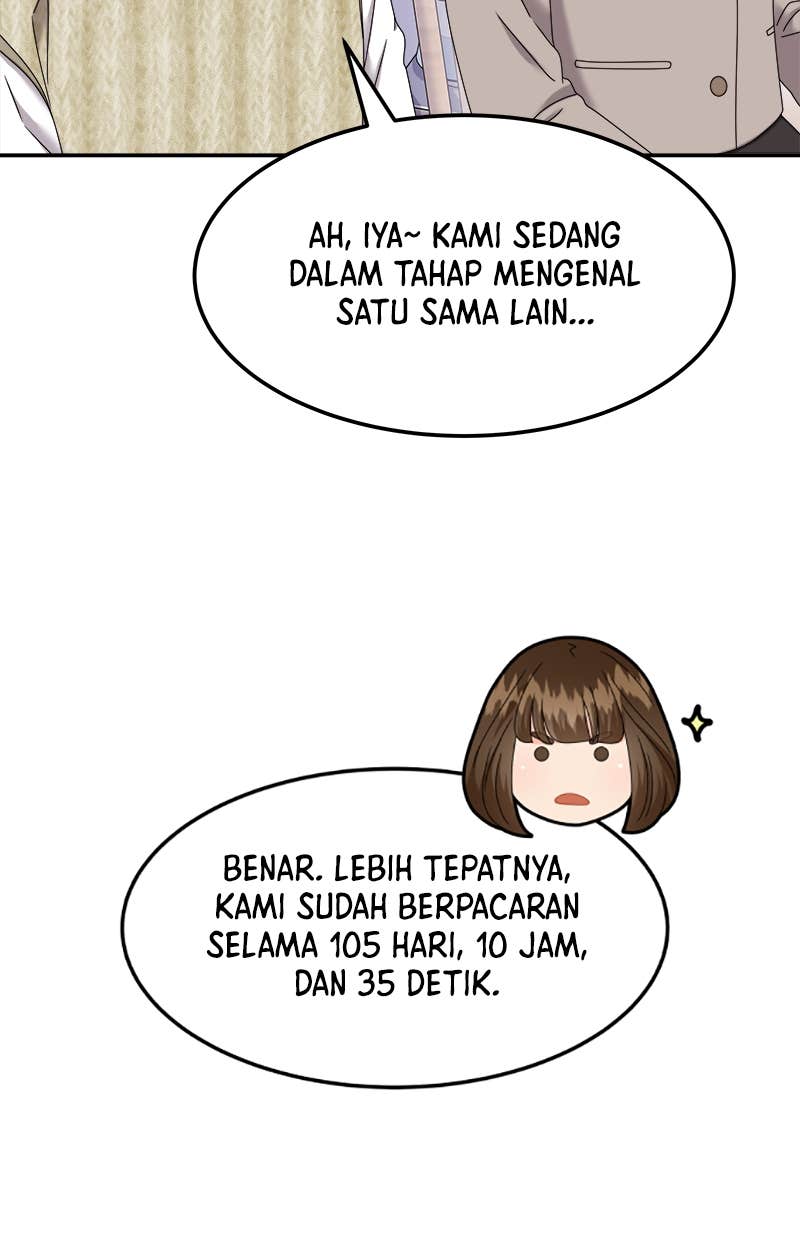 AH, IYA~ KAMI SEDANG
DALAM TAHAP MENGENAL
SATU SAMA LAIN...
BENAR. LEBIH TEPATNYA,
KAMI SUDAH BERPACARAN
SELAMA 105 HARI, 10 JAM,
DAN 35 DETIK.